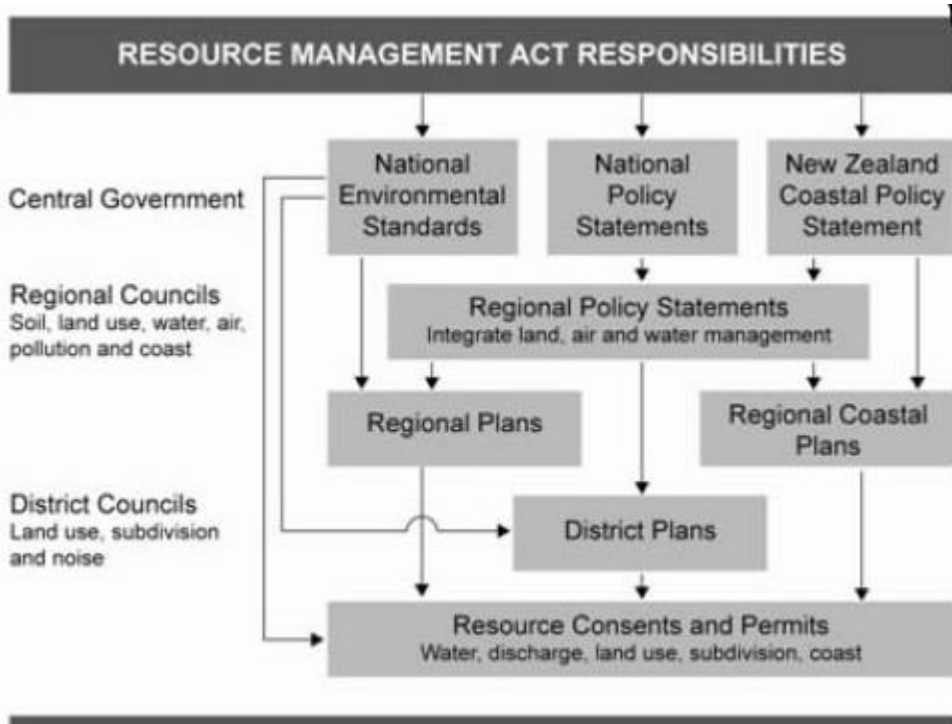 RESOURCE MANAGEMENT ACT RESPONSIBILITIES
Central Government
National
Environmental
Standards
National
Policy
Statements
New Zealand
Coastal Policy
Statement
Regional Councils
Soil, land use, water, air,
pollution and coast
Regional Policy Statements
Integrate land, air and water management
Regional Plans
Regional Coastal
Plans
District Councils
Land use, subdivision
and noise
District Plans
Resource Consents and Permits
Water, discharge, land use, subdivision, coast